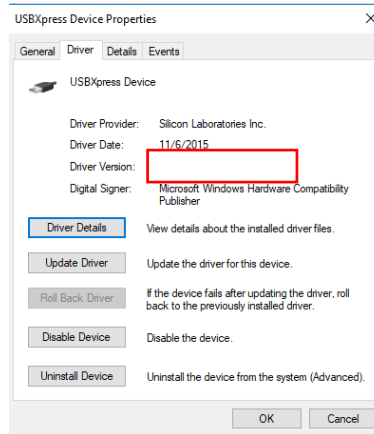 USBXpress Device Properties
General Driver Details Events
USBXpress Device
Driver Provider: Silicon Laboratories Inc.
Driver Date: 11/6/2015
Driver Version:
Digital Signer: Microsoft Windows Hardware Compatibility
Publisher
Driver Details View details about the installed driver files.
Update Driver Update the driver for this device.
Roll Back Driver If the device fails after updating the driver, roll
back to the previously installed driver.
Disable Device Disable the device.
Uninstall Device Uninstall the device from the system (Advanced).
OK Cancel